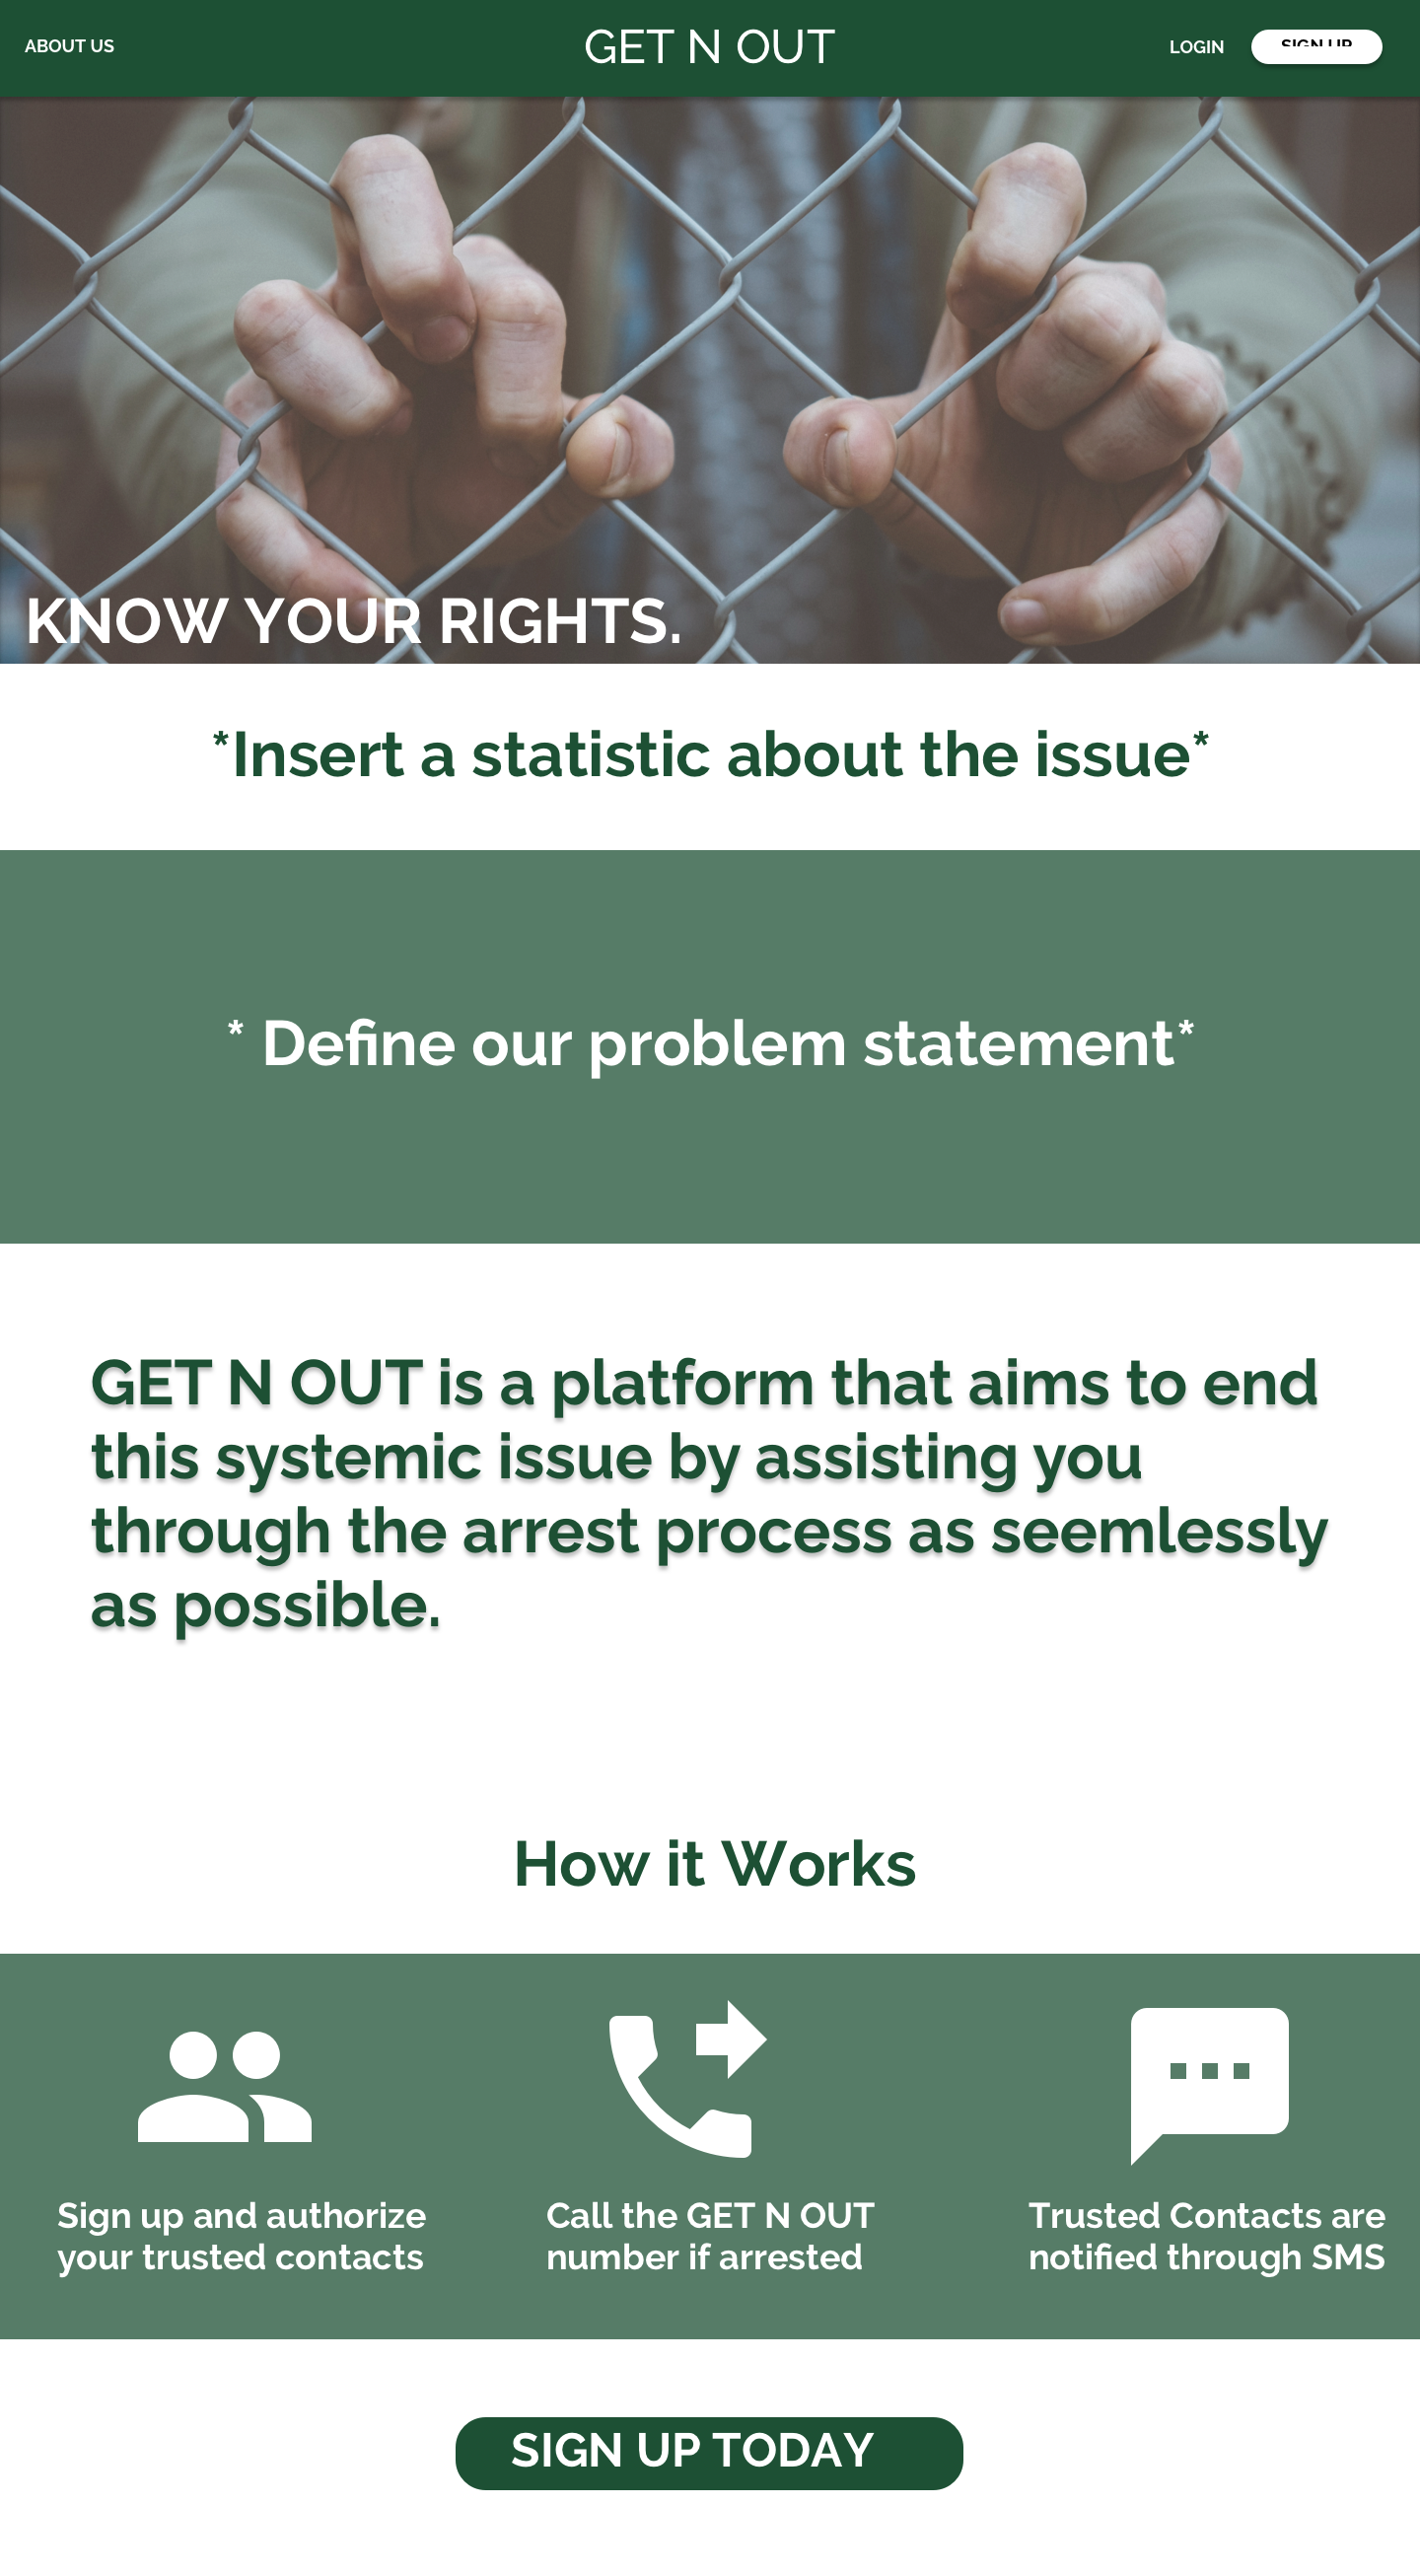 ABOUT US
GET N OUT
LOGIN
SIGN UP
KNOW YOUR RIGHTS.
*Insert a statistic about the issue*
* Define our problem statement*
GET N OUT is a platform that aims to end
this systemic issue by assisting you
through the arrest process as seemlessly
as possible.
How it Works
Sign up and authorize
your trusted contacts
Call the GET N OUT
number if arrested
Trusted Contacts are
notified through SMS
SIGN UP TODAY